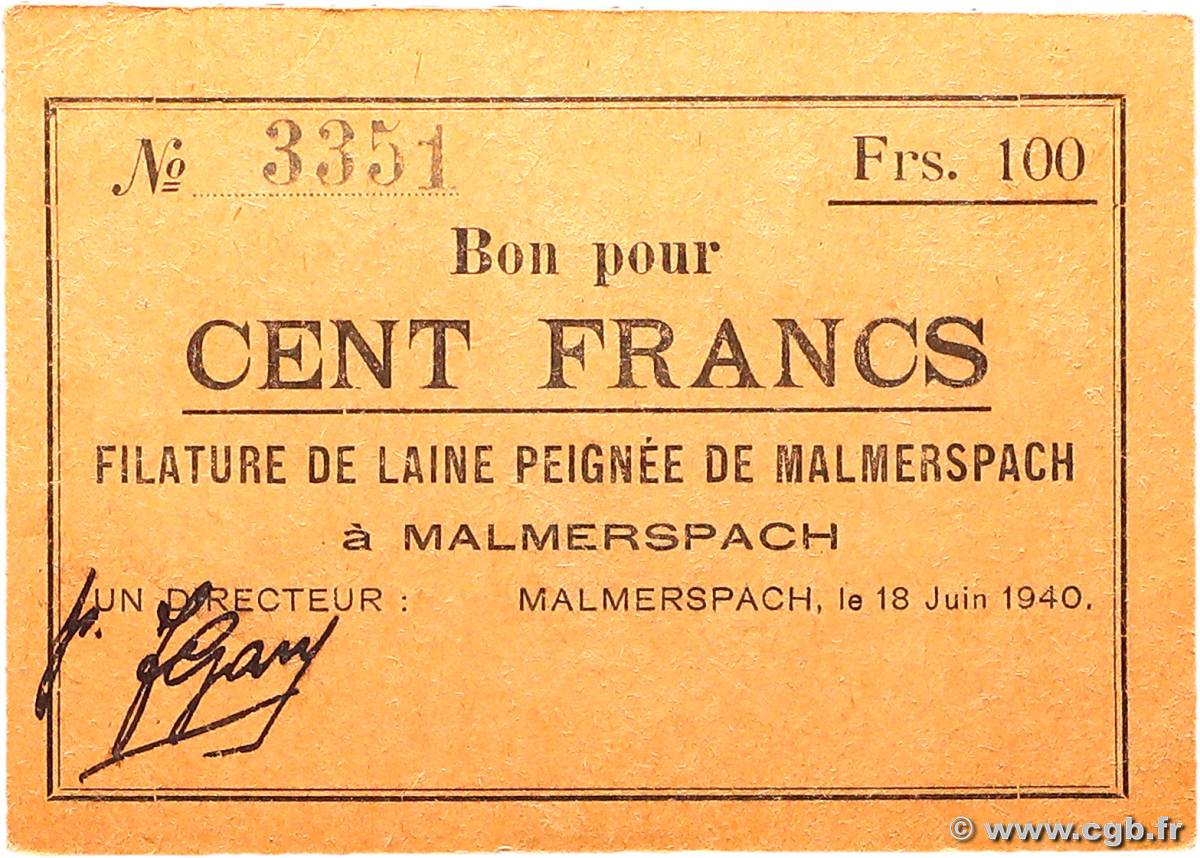 Nº 3351 Frs. 100
Bon pour
CENT FRANCS
FILATURE DE LAINE PEIGNÉE DE MALMERSPACH
à MALMERSPACH
UN DIRECTEUR : MALMERSPACH, le 18 Juin 1940.
p.
© www.cgb.fr